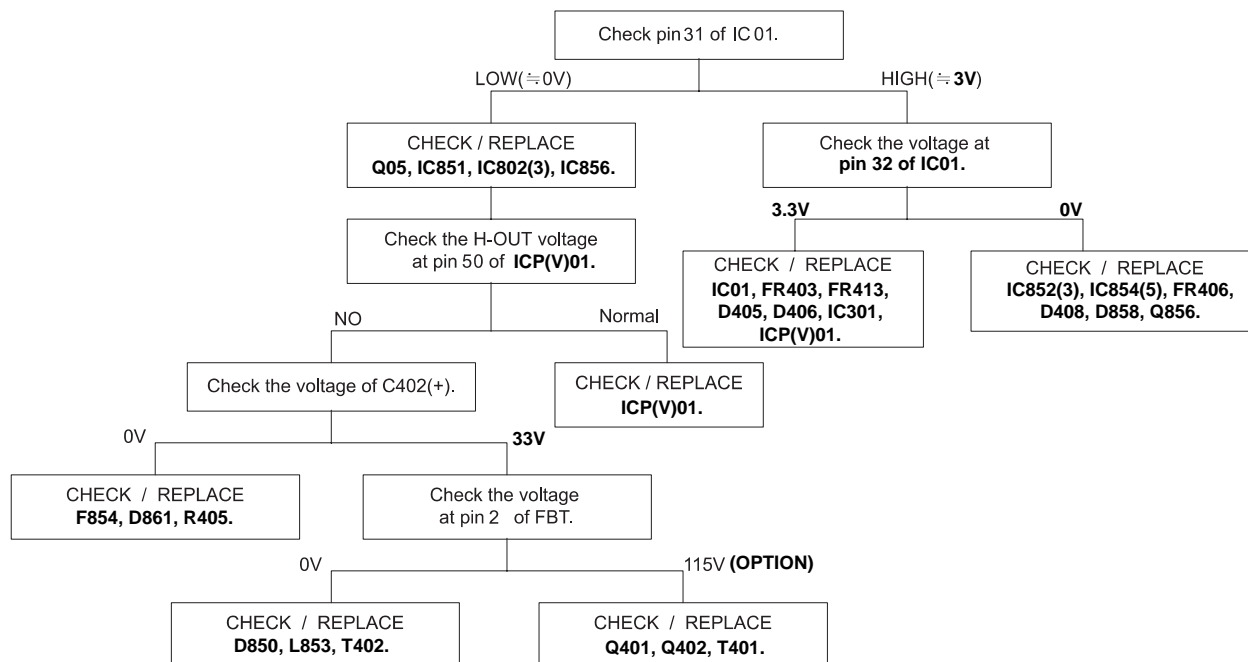 Check pin 31 of IC 01.
LOW(≒0V)
HIGH(≒3V)
CHECK / REPLACE
Q05, IC851, IC802(3), IC856.
Check the voltage at
pin 32 of IC01.
3.3V
0V
Check the H-OUT voltage
at pin 50 of ICP(V)01.
CHECK / REPLACE
IC01, FR403, FR413,
D405, D406, IC301,
ICP(V)01.
CHECK / REPLACE
IC852(3), IC854(5), FR406,
D408, D858, Q856.
NO
Normal
Check the voltage of C402(+).
CHECK / REPLACE
ICP(V)01.
0V
33V
CHECK / REPLACE
F854, D861, R405.
Check the voltage
at pin 2 of FBT.
0V
115V (OPTION)
CHECK / REPLACE
D850, L853, T402.
CHECK / REPLACE
Q401, Q402, T401.